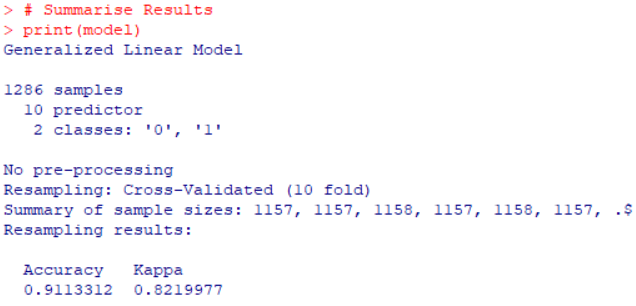 > # Summarise Results
> print(model)
Generalized Linear Model
1286 samples
10 predictor
2 classes: '0', '1'
No pre-processing
Resampling: Cross-Validated (10 fold)
Summary of sample sizes: 1157, 1157, 1158, 1157, 1158, 1157, .$
Resampling results:
Accuracy Kappa
0.9113312 0.8219977